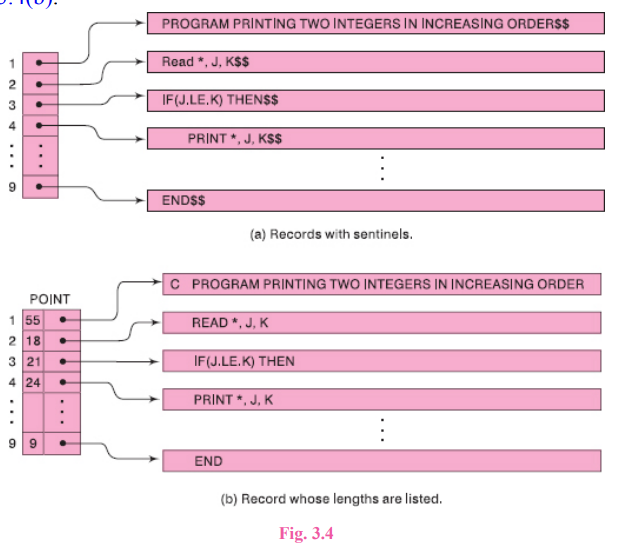 PROGRAM PRINTING TWO INTEGERS IN INCREASING ORDER$$
1
Read *, J, K$$
2
3 IF(J.LE.K) THEN$$
4
PRINT *, J, K$$
9
END$$
(a) Records with sentinels.
C PROGRAM PRINTING TWO INTEGERS IN INCREASING ORDER
POINT
1 55
READ *, J, K
2 18
3 21 IF(J.LE.K) THEN
4 24
PRINT *, J, K
9 9
END
(b) Record whose lengths are listed.
Fig. 3.4